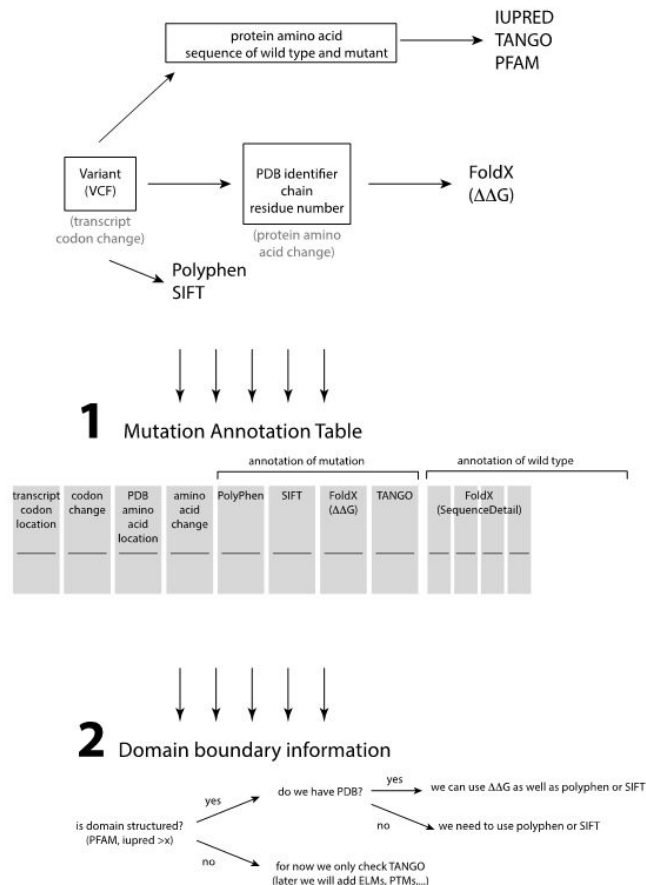 protein amino acid
sequence of wild type and mutant
IUPRED
TANGO
PFAM
Variant
(VCF)
(transcript
codon change)
PDB identifier
chain
residue number
(protein amino
acid change)
FoldX
(ΔΔG)
Polyphen
SIFT
1 Mutation Annotation Table
annotation of mutation
annotation of wild type
transcript
codon
location
codon
change
PDB
amino
acid
location
amino
acid
change
PolyPhen
SIFT
FoldX
(ΔΔG)
TANGO
FoldX
(SequenceDetail)
2 Domain boundary information
is domain structured?
(PFAM, iupred >x)
yes
do we have PDB?
yes
we can use ΔΔG as well as polyphen or SIFT
no
we need to use polyphen or SIFT
no
for now we only check TANGO
(later we will add ELMs, PTMs,...)